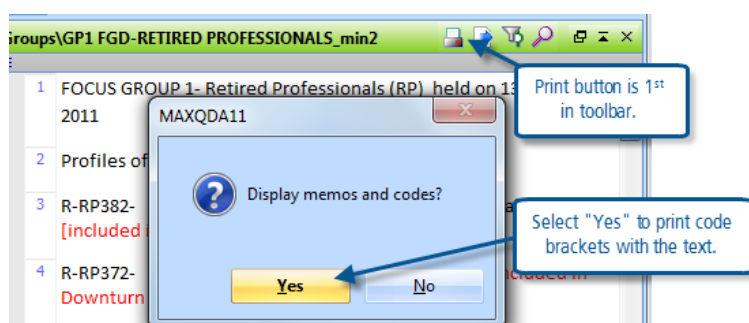 Groups\GP1 FGD-RETIRED PROFESSIONALS_min2
1 FOCUS GROUP 1- Retired Professionals (RP) held on 13
2011
Print button is 1st
in toolbar.
MAXQDA11
2 Profiles of
Display memos and codes?
3 R-RP382-
[included
Select "Yes" to print code
brackets with the text.
4 R-RP372- included in
Downturn
Yes No